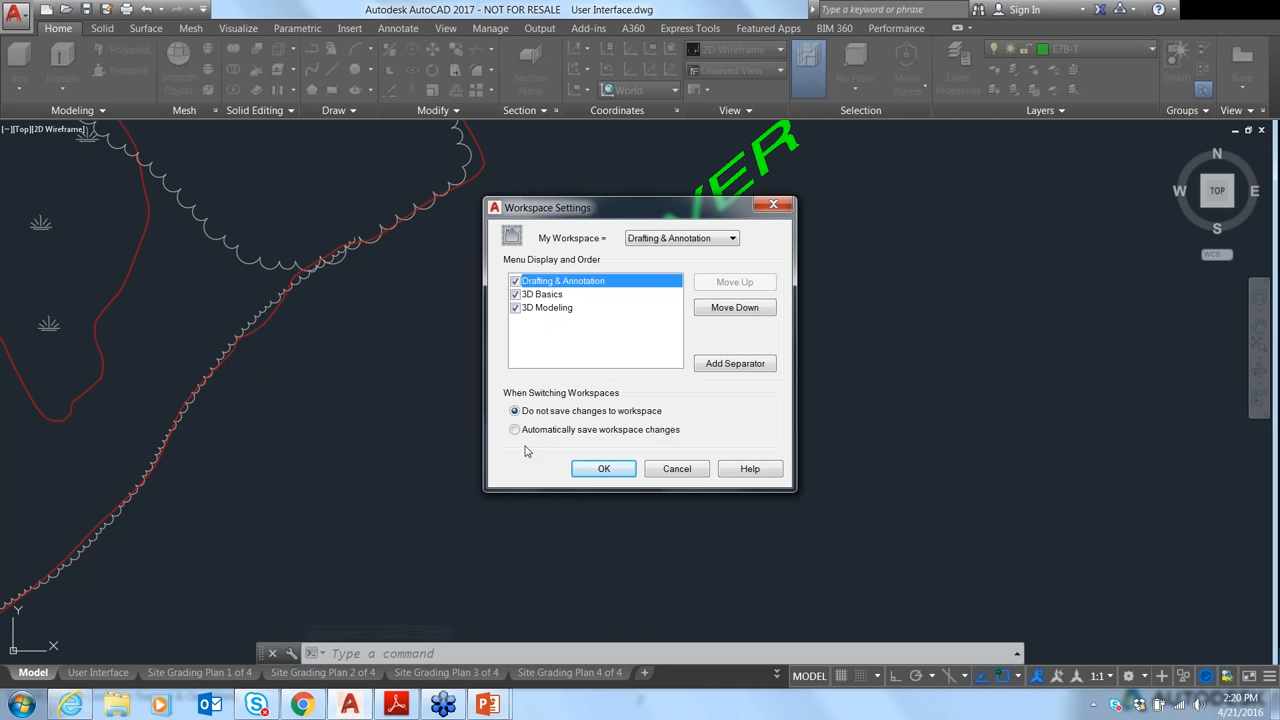 Autodesk AutoCAD 2017 - NOT FOR RESALE User Interface.dwg
Type a keyword or phrase
Sign In
Home Solid Surface Mesh Visualize Parametric Insert Annotate View Manage Output Add-ins A360 Express Tools Featured Apps BIM 360 Performance
Box
Extrude
Polysolid
Presspull
Smooth
Object
Section
Plane
2D Wireframe
Unsaved View
World
No Filter
Move
Gizmo
Layer
Properties
E78-T
Group
Base
Modeling Mesh Solid Editing Draw Modify Section Coordinates View Selection Layers Groups View
[−][Top][2D Wireframe]
VER
N
W TOP E
S
WCS
Workspace Settings
My Workspace = Drafting & Annotation
Menu Display and Order
Drafting & Annotation
3D Basics
3D Modeling
Move Up
Move Down
Add Separator
When Switching Workspaces
Do not save changes to workspace
Automatically save workspace changes
OK Cancel Help
Y
X
Type a command
Model User Interface Site Grading Plan 1 of 4 Site Grading Plan 2 of 4 Site Grading Plan 3 of 4 Site Grading Plan 4 of 4 +
MODEL
1:1
2:20 PM
4/21/2016